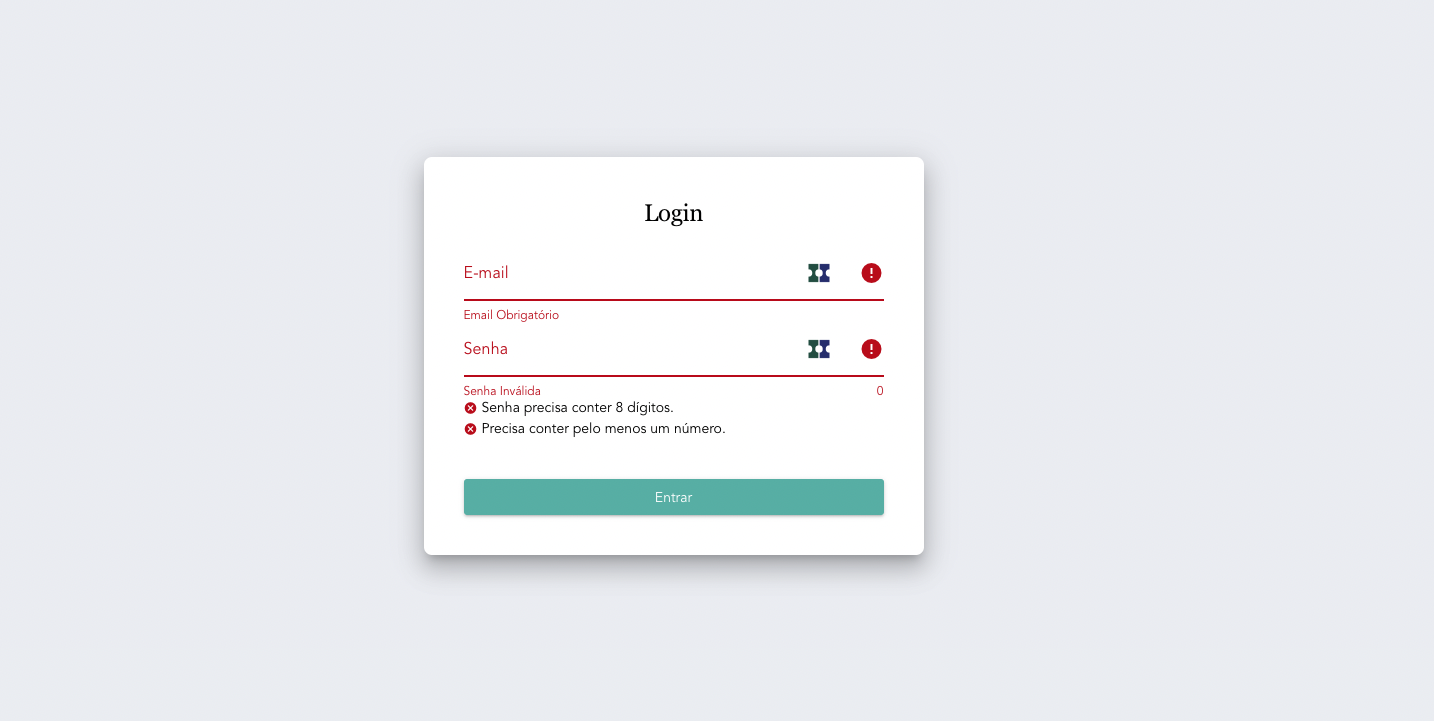 Login
E-mail
Email Obrigatório
Senha
Senha Inválida 0
Senha precisa conter 8 dígitos.
Precisa conter pelo menos um número.
Entrar